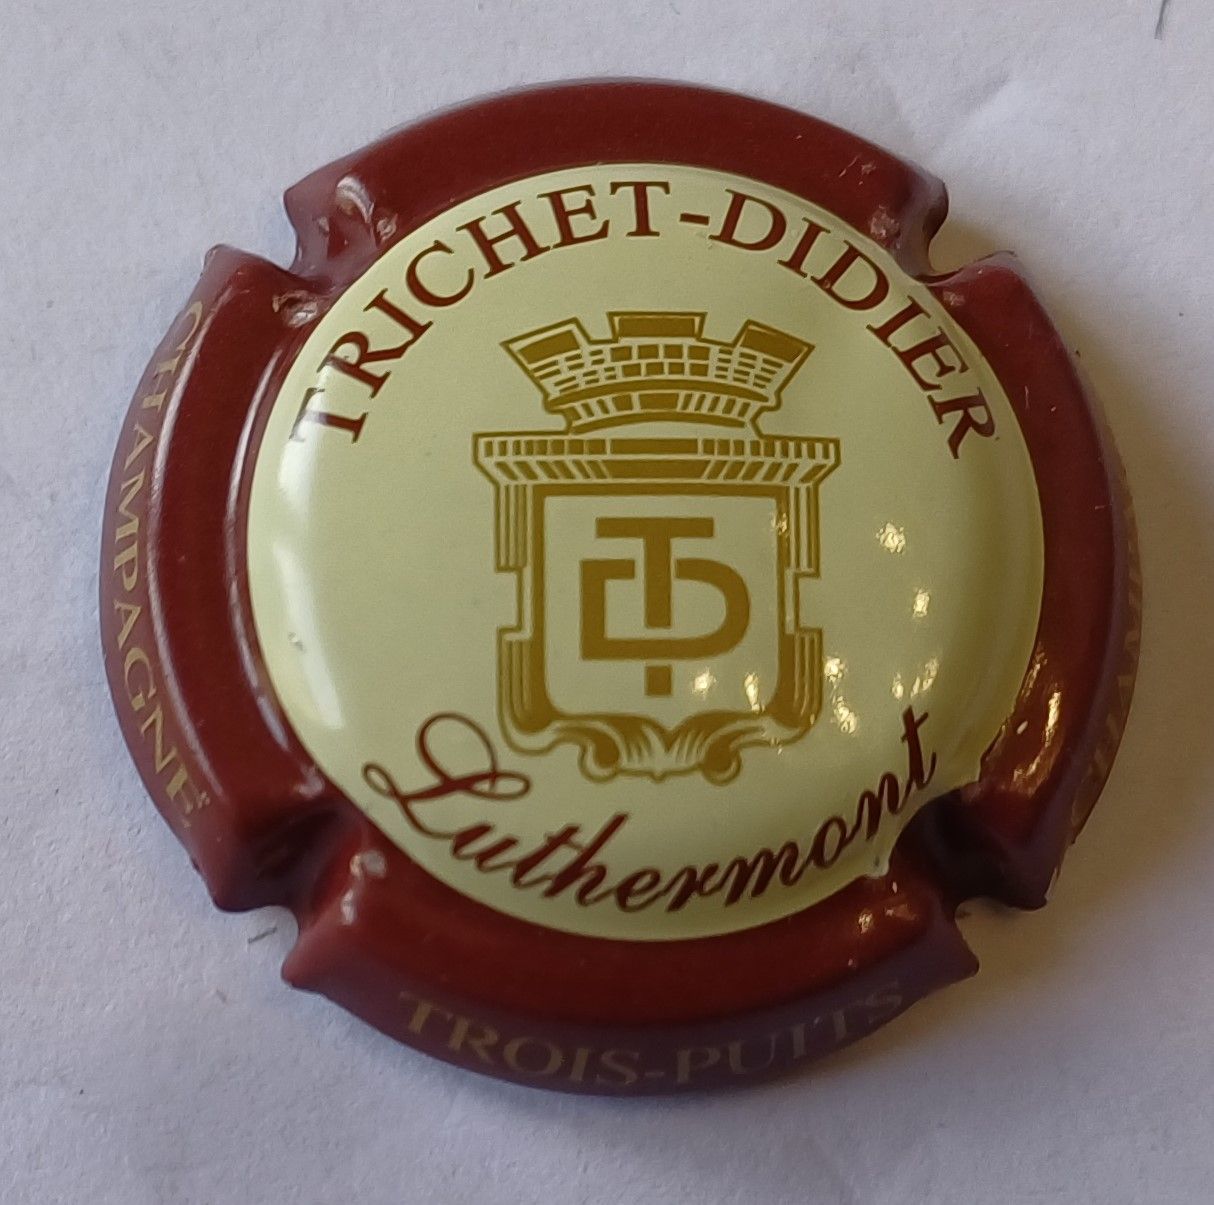 TRICHET-DIDIER
TD
Luthermont
CHAMPAGNE
TROIS-PUITS